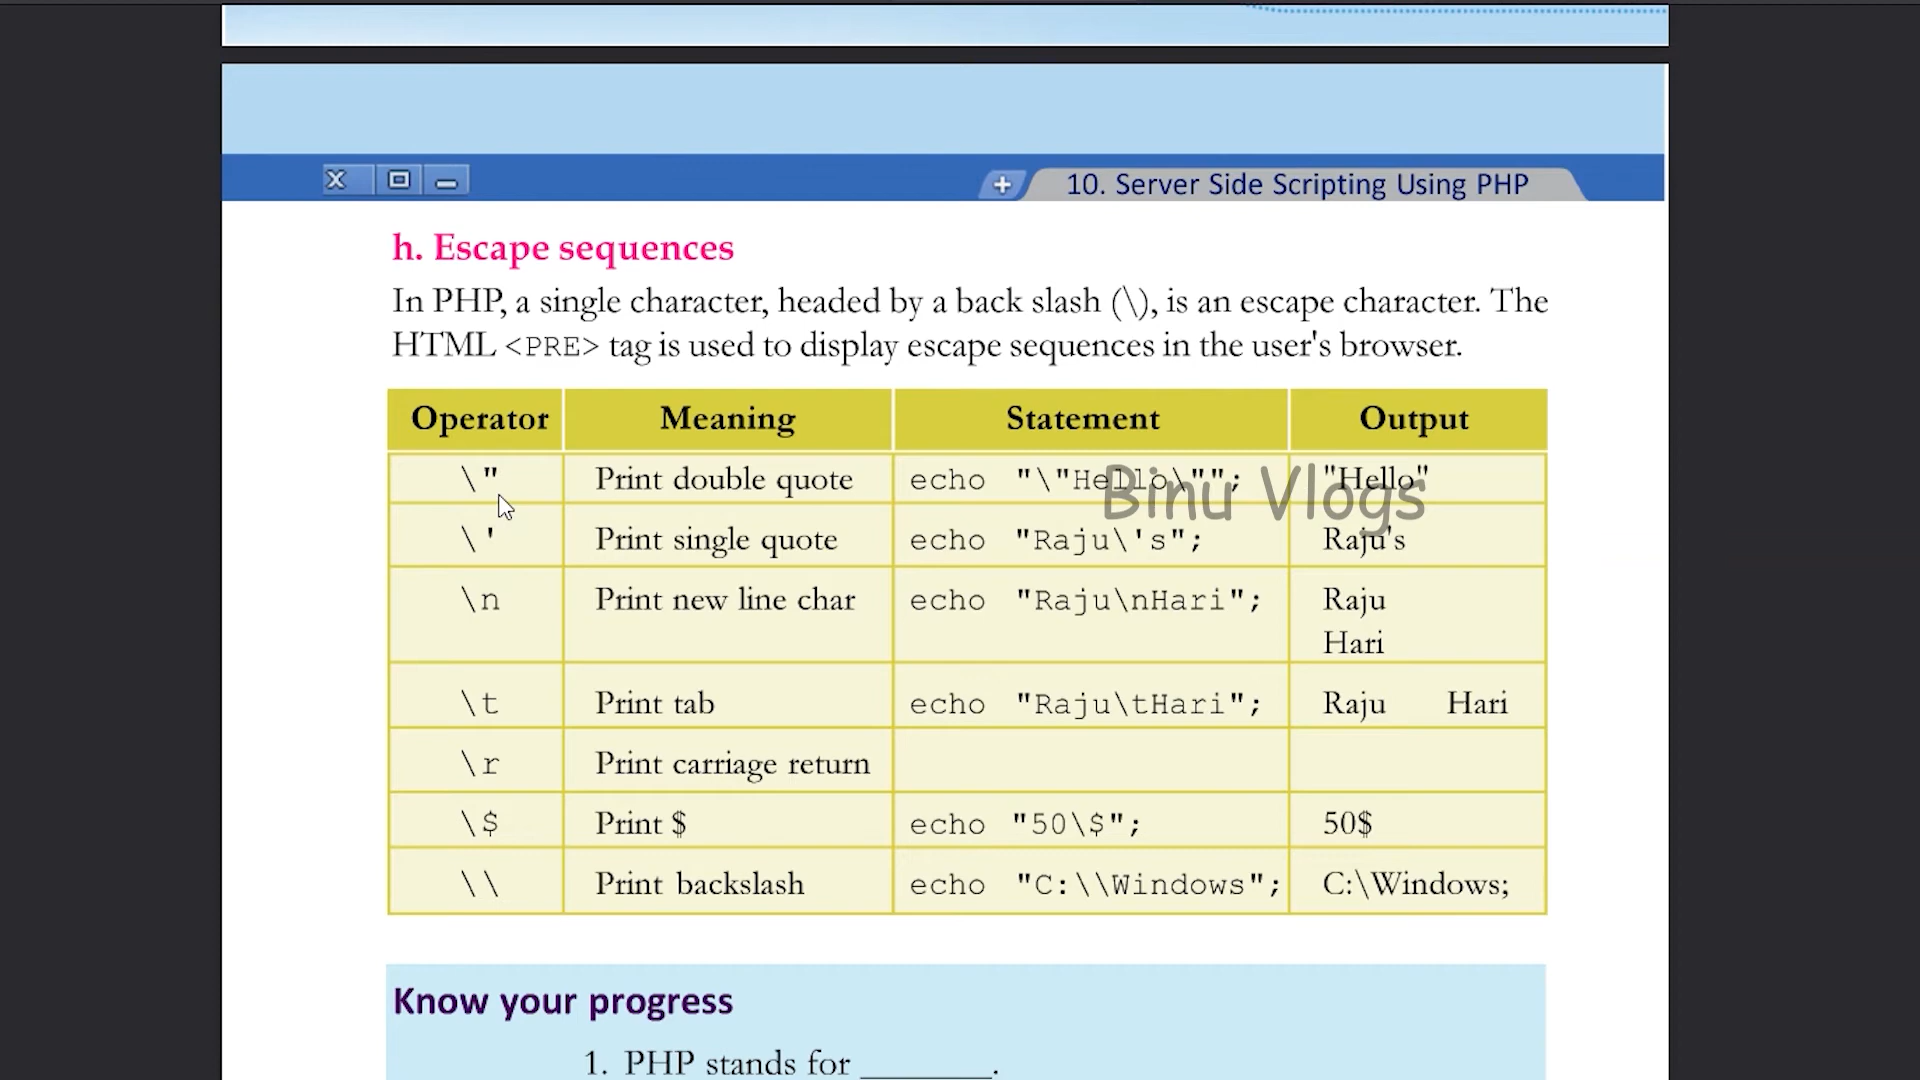 X
10. Server Side Scripting Using PHP
h. Escape sequences
In PHP, a single character, headed by a back slash (\), is an escape character. The
HTML <PRE> tag is used to display escape sequences in the user's browser.
Operator Meaning Statement Output
\" Print double quote echo "\"Hello\""; "Hello"
Binu Vlogs
\' Print single quote echo "Raju\'s"; Raju's
\n Print new line char echo "Raju\nHari"; Raju
Hari
\t Print tab echo "Raju\tHari"; Raju Hari
\r Print carriage return
\$ Print $ echo "50\$"; 50$
\\ Print backslash echo "C:\\Windows"; C:\Windows;
Know your progress
1. PHP stands for _______.